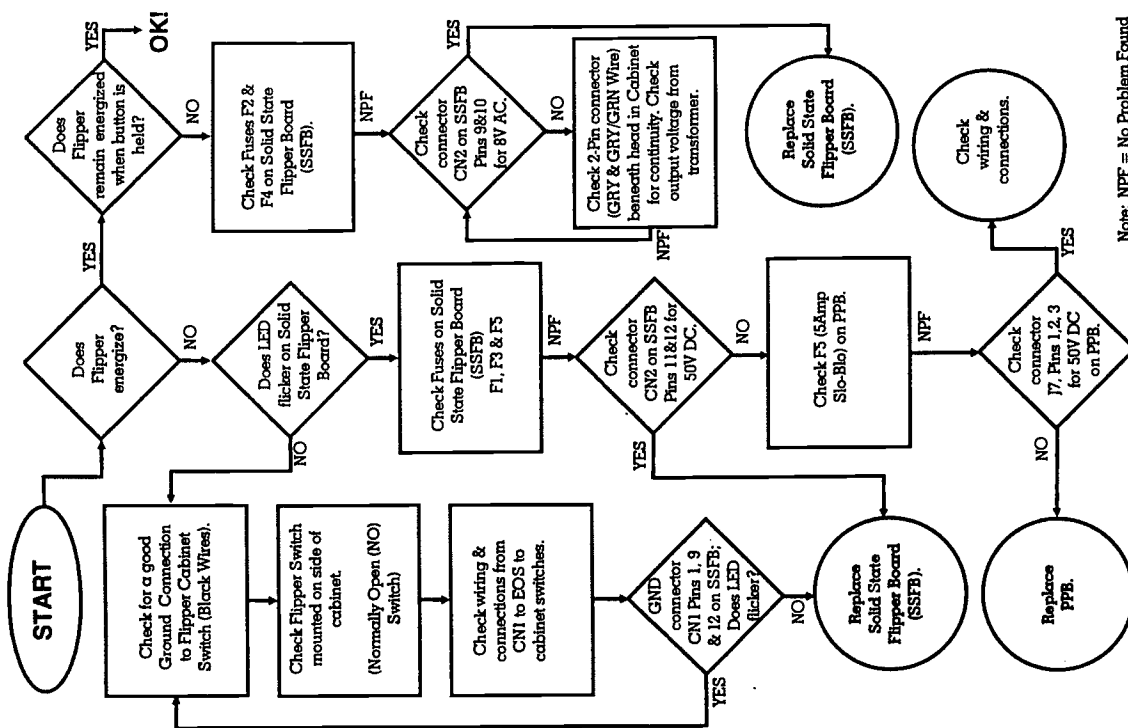 START
Does
Flipper
energize?
YES
NO
Does
Flipper
remain energized
when button is
held?
YES
OK!
NO
Check Fuses F2 &
F4 on Solid State
Flipper Board
(SSFB).
NPF
Check
connector
CN2 on SSFB
Pins 9&10
for 8V AC.
YES
NO
Check 2-Pin connector
(GRY & GRY/GRN Wire)
beneath head in Cabinet
for continuity. Check
output voltage from
transformer.
NPF
Replace
Solid State
Flipper Board
(SSFB).
Does LED
flicker on Solid
State Flipper
Board?
NO
YES
Check Fuses on Solid
State Flipper Board
(SSFB)
F1, F3 & F5
NPF
Check
connector
CN2 on SSFB
Pins 11&12 for
50V DC.
YES
NO
Check F5 (5Amp
Slo-Blo) on PPB.
NPF
Check
connector
J7, Pins 1, 2, 3
for 50V DC
on PPB.
YES
NO
Check
wiring &
connections.
Replace
PPB.
Check for a good
Ground Connection
to Flipper Cabinet
Switch (Black Wires).
Check Flipper Switch
mounted on side of
cabinet.
(Normally Open (NO)
Switch)
Check wiring &
connections from
CN1 to EOS to
cabinet switches.
GND
connector
CN1 Pins 1, 9
& 12 on SSFB;
Does LED
flicker?
YES
NO
Replace
Solid State
Flipper Board
(SSFB).
Note: NPF = No Problem Found